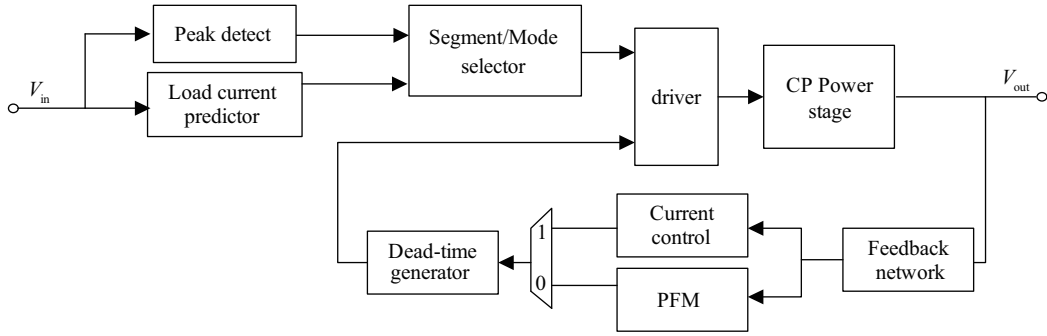 Vin
Peak detect
Load current
predictor
Segment/Mode
selector
driver
CP Power
stage
Vout
Dead-time
generator
1
0
Current
control
PFM
Feedback
network